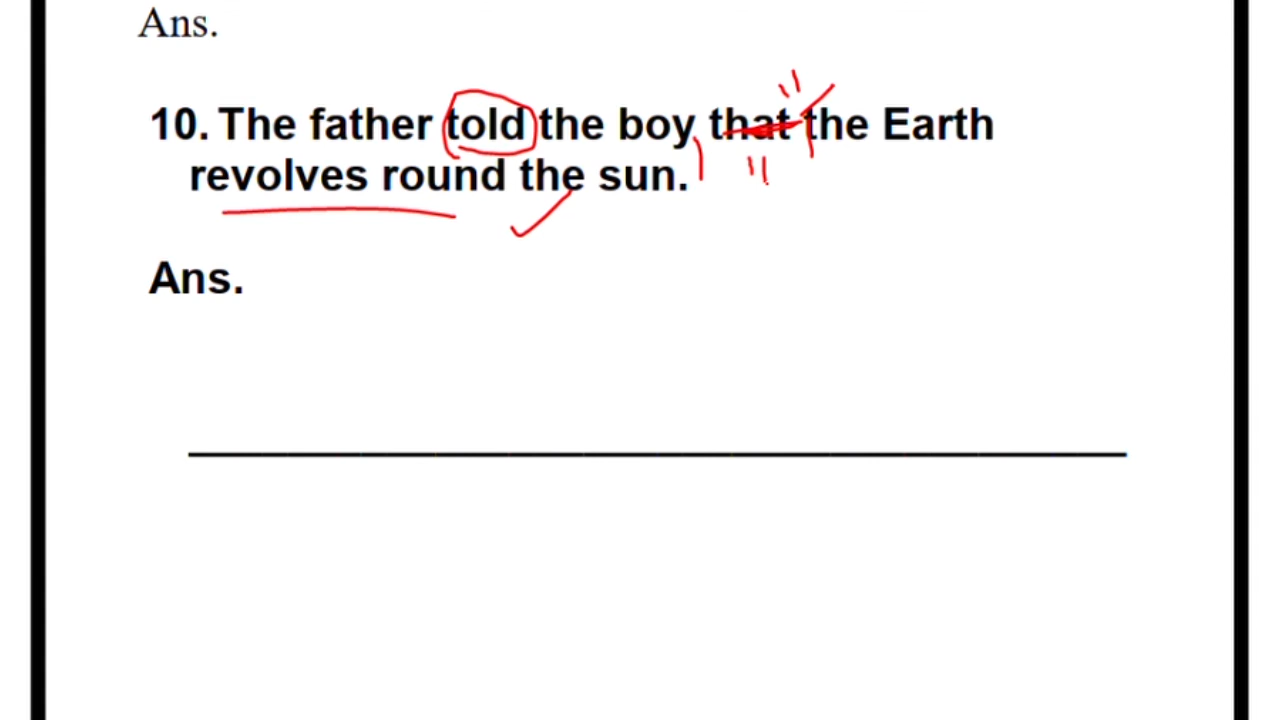 Ans.
10. The father told the boy that the Earth
revolves round the sun.
Ans.